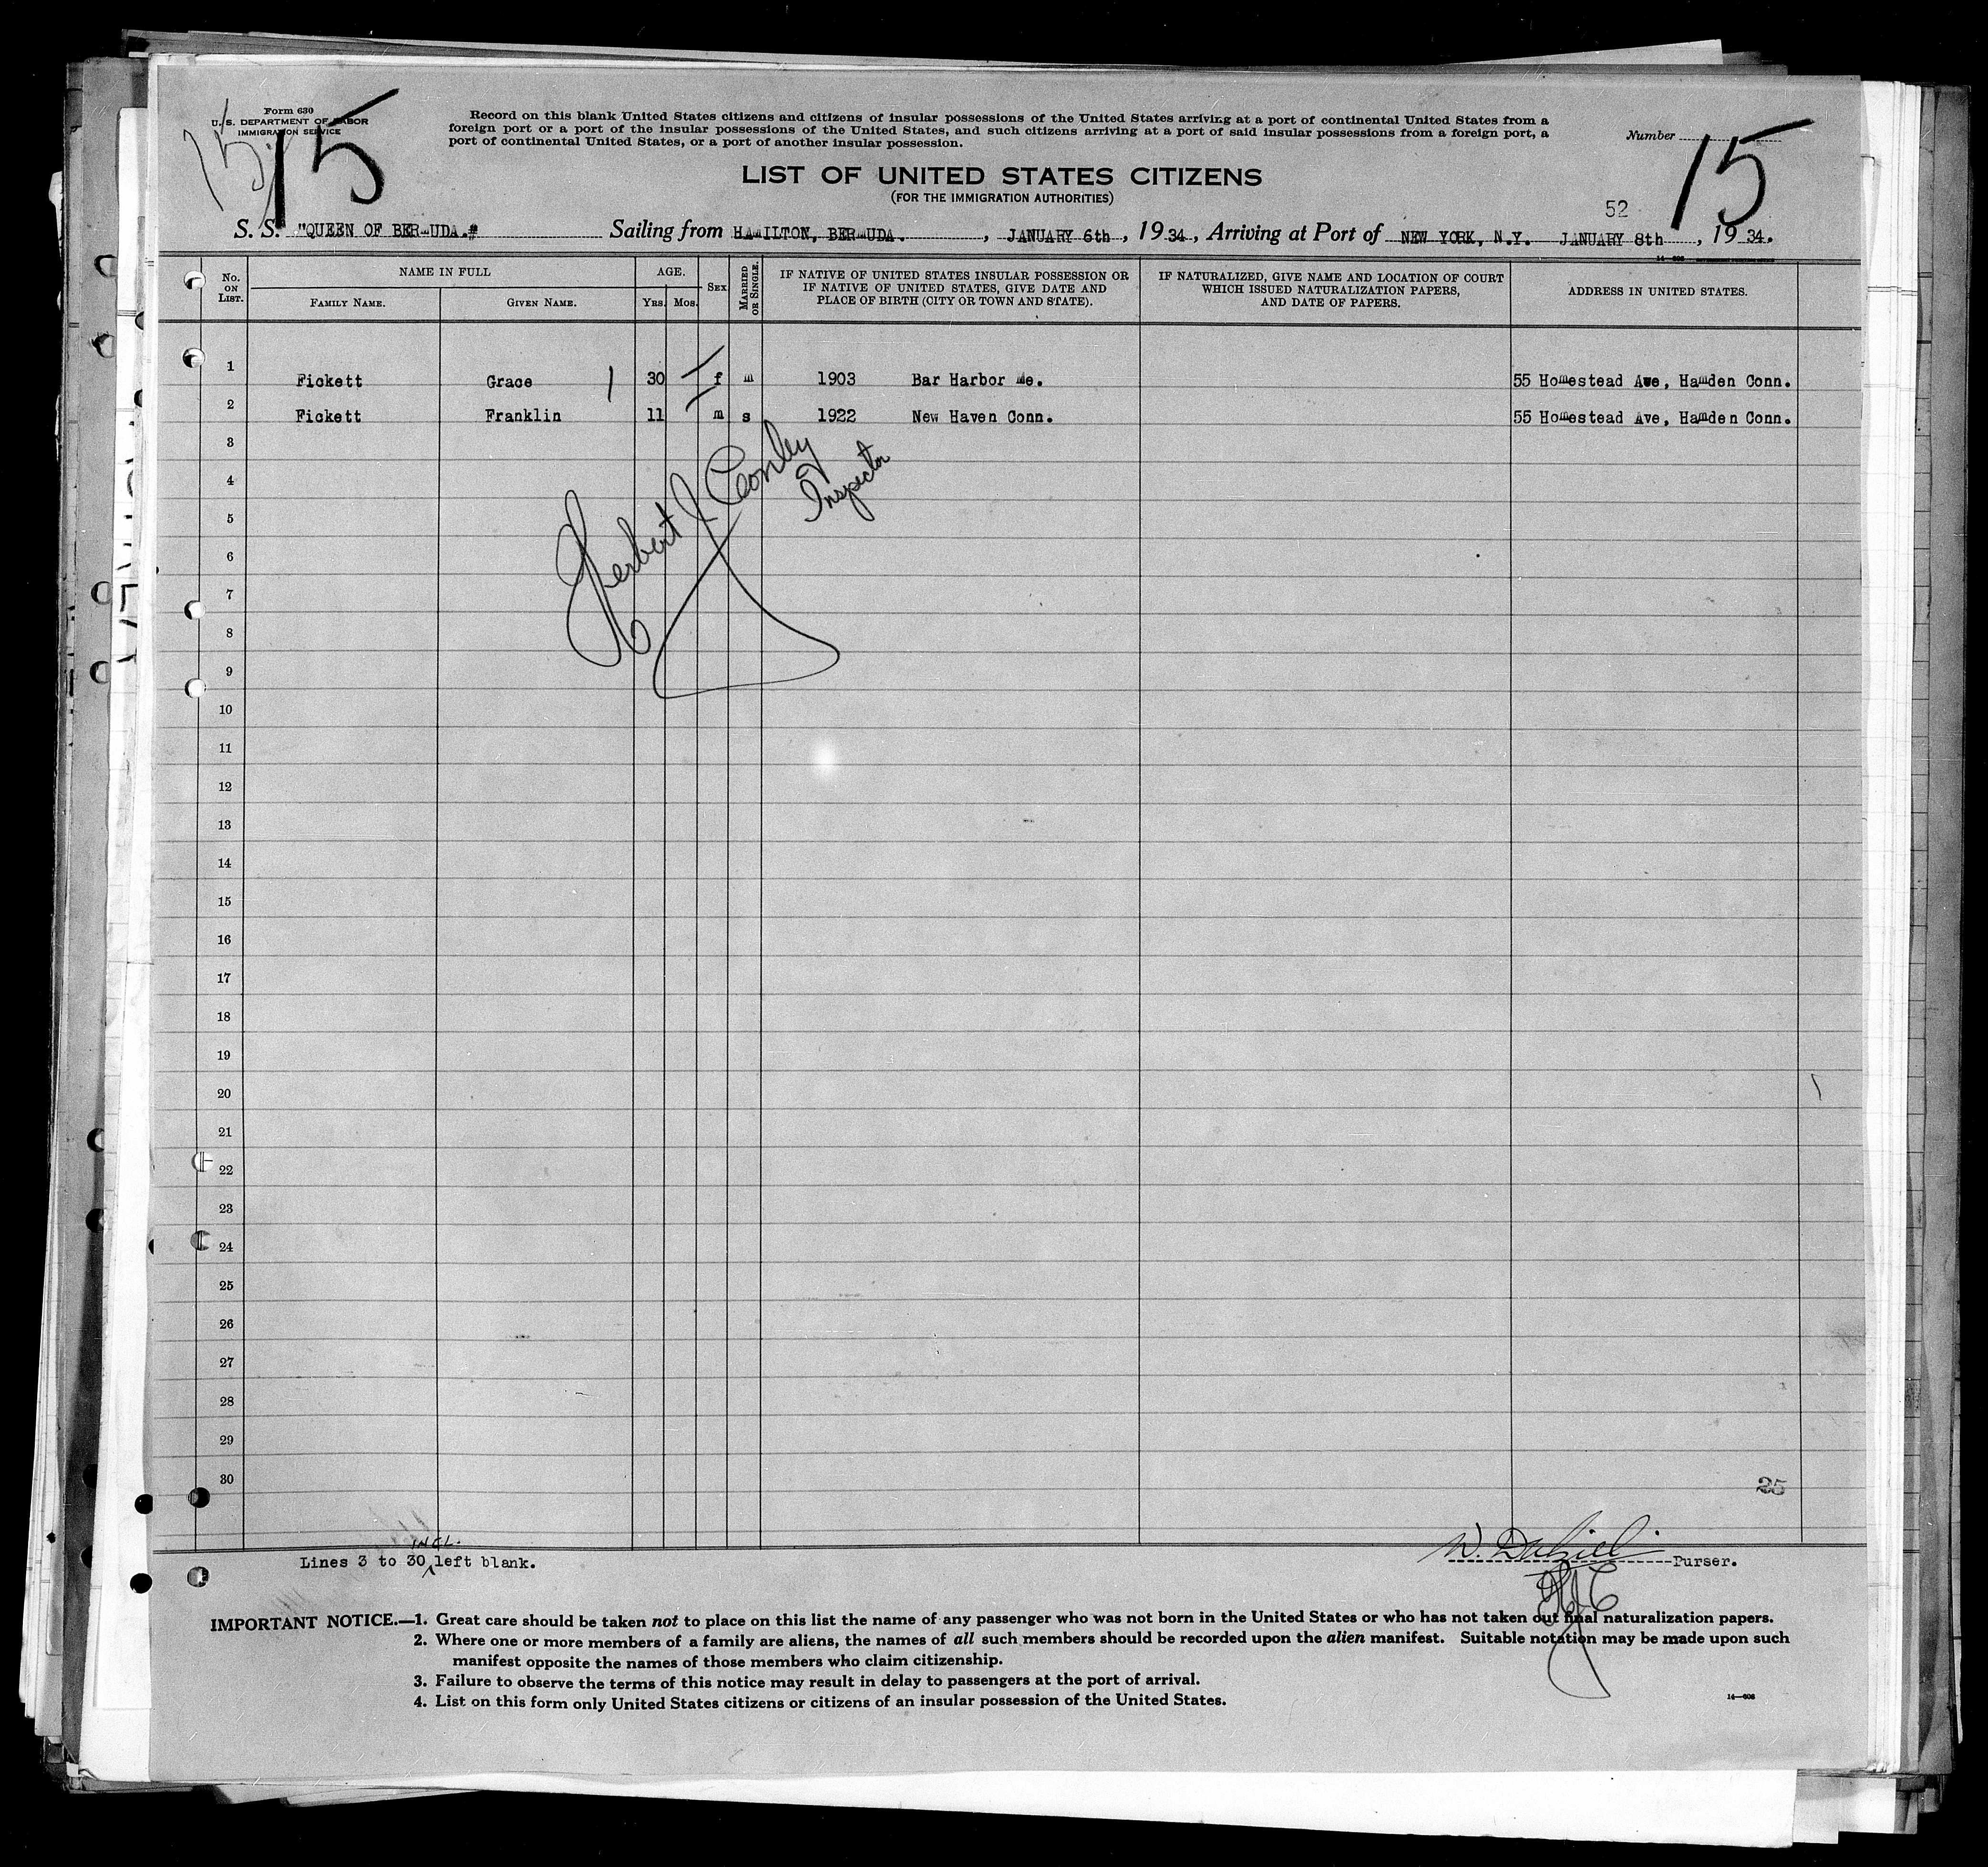 Form 630
U. S. DEPARTMENT OF LABOR
IMMIGRATION SERVICE
15
15
Record on this blank United States citizens and citizens of insular possessions of the United States arriving at a port of continental United States from a
foreign port or a port of the insular possessions of the United States, and such citizens arriving at a port of said insular possessions from a foreign port, a
port of continental United States, or a port of another insular possession.
Number
15
LIST OF UNITED STATES CITIZENS
(FOR THE IMMIGRATION AUTHORITIES)
52
S. S. "QUEEN OF BERMUDA.# Sailing from HAMILTON, BERMUDA. , JANUARY 6th , 19 34 , Arriving at Port of NEW YORK, N.Y. JANUARY 8th , 19 34.
No. ON LIST. NAME IN FULL FAMILY NAME. GIVEN NAME. AGE. Yrs. Mos. SEX MARRIED OR SINGLE. IF NATIVE OF UNITED STATES INSULAR POSSESSION OR IF NATIVE OF UNITED STATES, GIVE DATE AND PLACE OF BIRTH (CITY OR TOWN AND STATE). IF NATURALIZED, GIVE NAME AND LOCATION OF COURT WHICH ISSUED NATURALIZATION PAPERS, AND DATE OF PAPERS. ADDRESS IN UNITED STATES.
1 Fickett Grace 30 f m 1903 Bar Harbor Me. 55 Homestead Ave, Hamden Conn.
2 Fickett Franklin 11 m s 1922 New Haven Conn. 55 Homestead Ave, Hamden Conn.
Herbert J Conley
Inspector
3
4
5
6
7
8
9
10
11
12
13
14
15
16
17
18
19
20
21
22
23
24
25
26
27
28
29
30
25
INCL.
Lines 3 to 30 left blank.
W. Dalziel Purser.
HJC
IMPORTANT NOTICE.—1. Great care should be taken not to place on this list the name of any passenger who was not born in the United States or who has not taken out final naturalization papers.
2. Where one or more members of a family are aliens, the names of all such members should be recorded upon the alien manifest. Suitable notation may be made upon such
manifest opposite the names of those members who claim citizenship.
3. Failure to observe the terms of this notice may result in delay to passengers at the port of arrival.
4. List on this form only United States citizens or citizens of an insular possession of the United States.
14—606